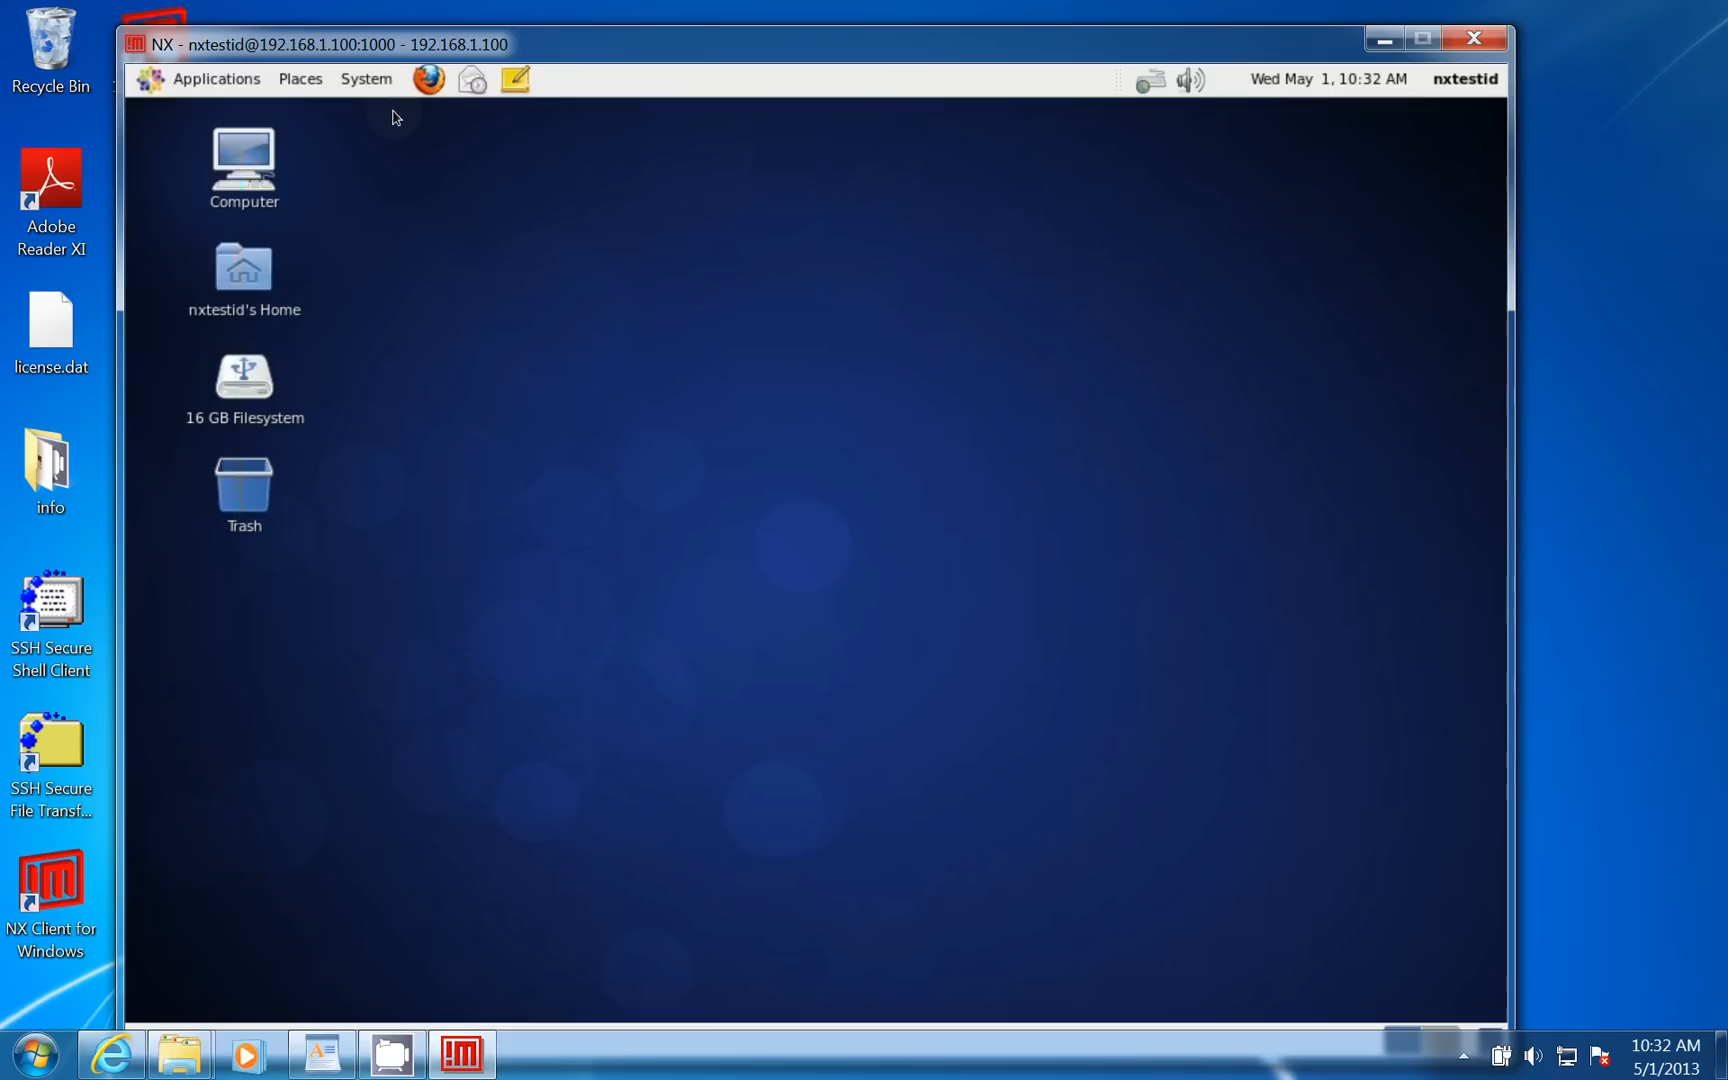 NX - nxtestid@192.168.1.100:1000 - 192.168.1.100
Applications Places System Wed May 1, 10:32 AM nxtestid
Recycle Bin
Adobe
Reader XI
license.dat
info
SSH Secure
Shell Client
SSH Secure
File Transf...
NX Client for
Windows
Computer
nxtestid's Home
16 GB Filesystem
Trash
10:32 AM
5/1/2013